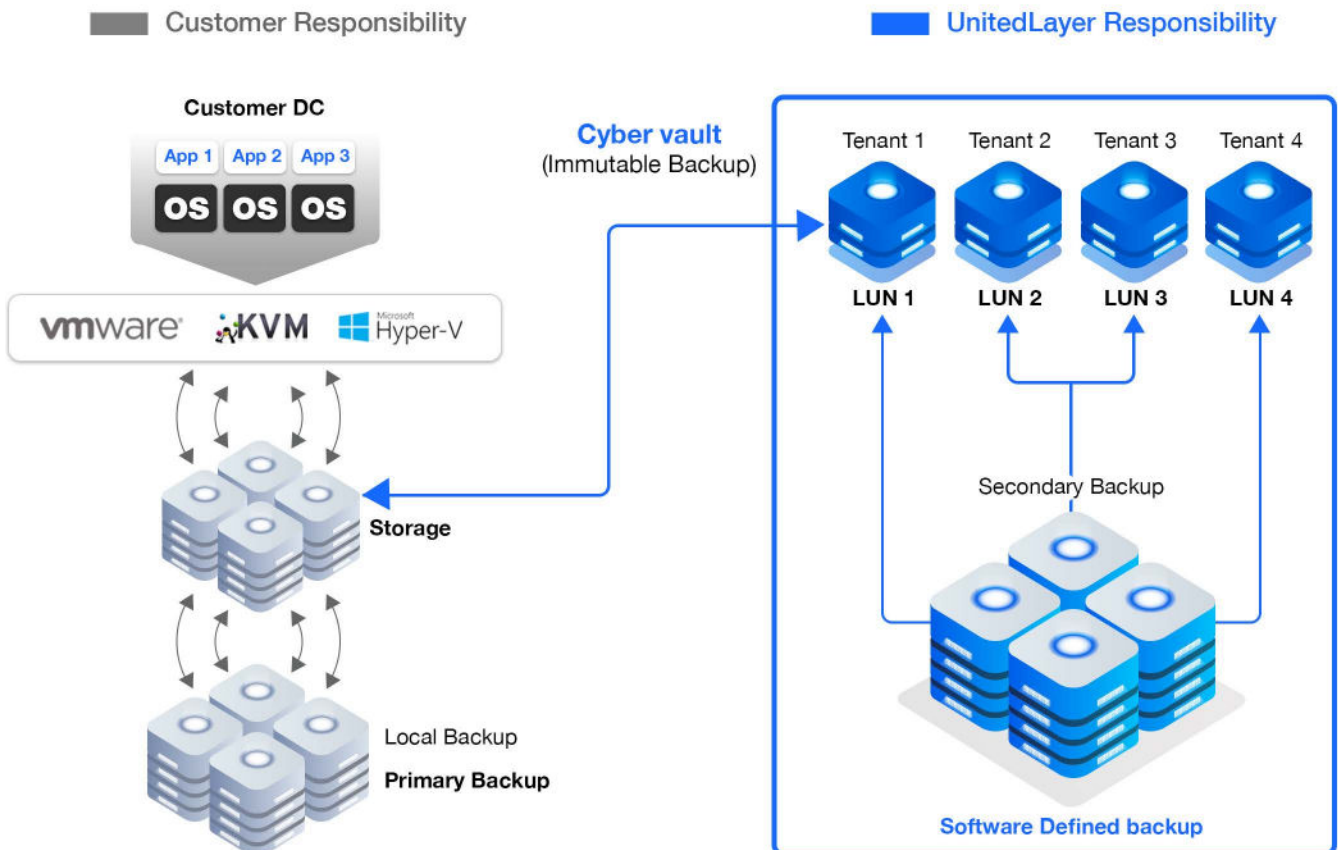 Customer Responsibility
UnitedLayer Responsibility
Customer DC
App 1 App 2 App 3
OS OS OS
vmware® KVM Microsoft Hyper-V
Storage
Local Backup
Primary Backup
Cyber vault
(Immutable Backup)
Tenant 1 Tenant 2 Tenant 3 Tenant 4
LUN 1 LUN 2 LUN 3 LUN 4
Secondary Backup
Software Defined backup